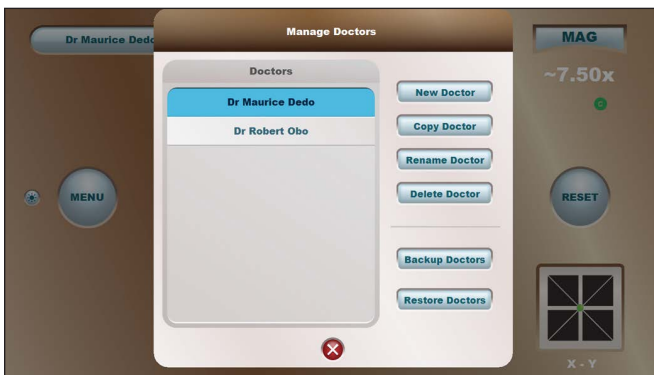 Manage Doctors
Dr Maurice Dedo
MAG
Doctors
~7.50x
New Doctor
Dr Maurice Dedo
Copy Doctor
Dr Robert Obo
Rename Doctor
MENU
Delete Doctor
RESET
Backup Doctors
Restore Doctors
X - Y